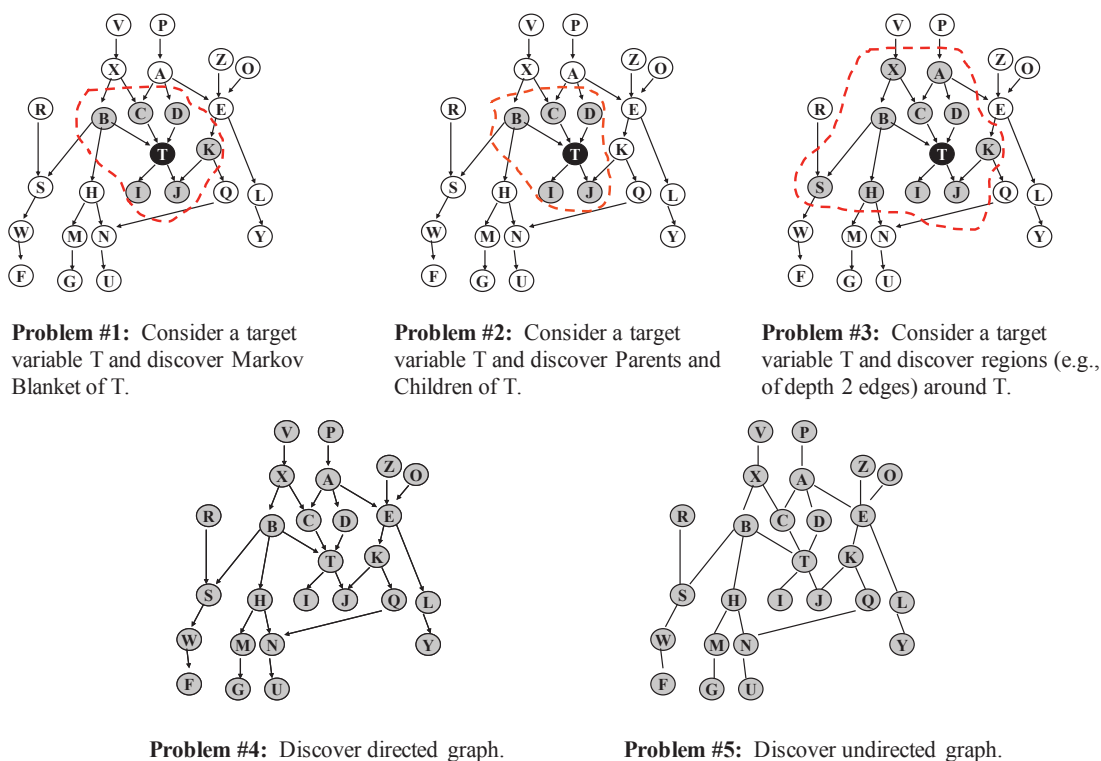 V P
Z O
X A
R B C D E
T K
S H I J Q L
W M N Y
F G U
V P
Z O
X A
R B C D E
T K
S H I J Q L
W M N Y
F G U
V P
Z O
X A
R B C D E
T K
S H I J Q L
W M N Y
F G U
Problem #1: Consider a target
variable T and discover Markov
Blanket of T.
Problem #2: Consider a target
variable T and discover Parents and
Children of T.
Problem #3: Consider a target
variable T and discover regions (e.g.,
of depth 2 edges) around T.
V P
Z O
X A
R B C D E
T K
S H I J Q L
W M N Y
F G U
V P
Z O
X A
R B C D E
T K
S H I J Q L
W M N Y
F G U
Problem #4: Discover directed graph.
Problem #5: Discover undirected graph.